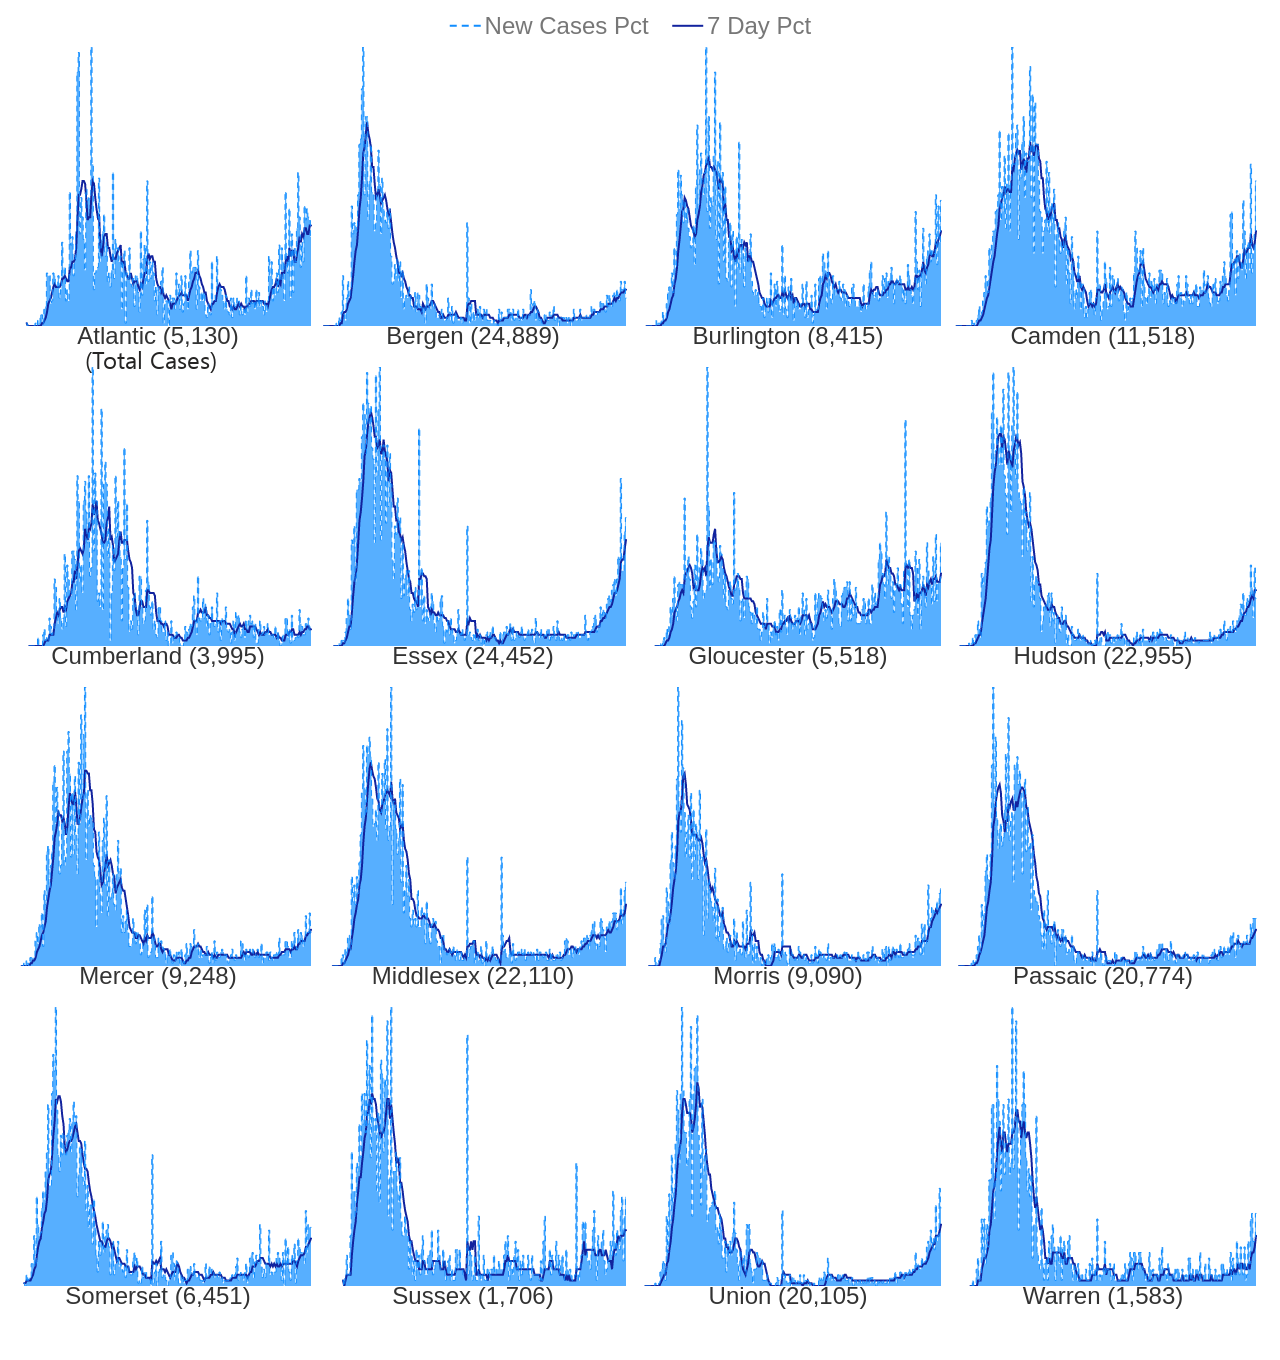 New Cases Pct 7 Day Pct
Atlantic (5,130) Bergen (24,889) Burlington (8,415) Camden (11,518)
(Total Cases)
Cumberland (3,995) Essex (24,452) Gloucester (5,518) Hudson (22,955)
Mercer (9,248) Middlesex (22,110) Morris (9,090) Passaic (20,774)
Somerset (6,451) Sussex (1,706) Union (20,105) Warren (1,583)